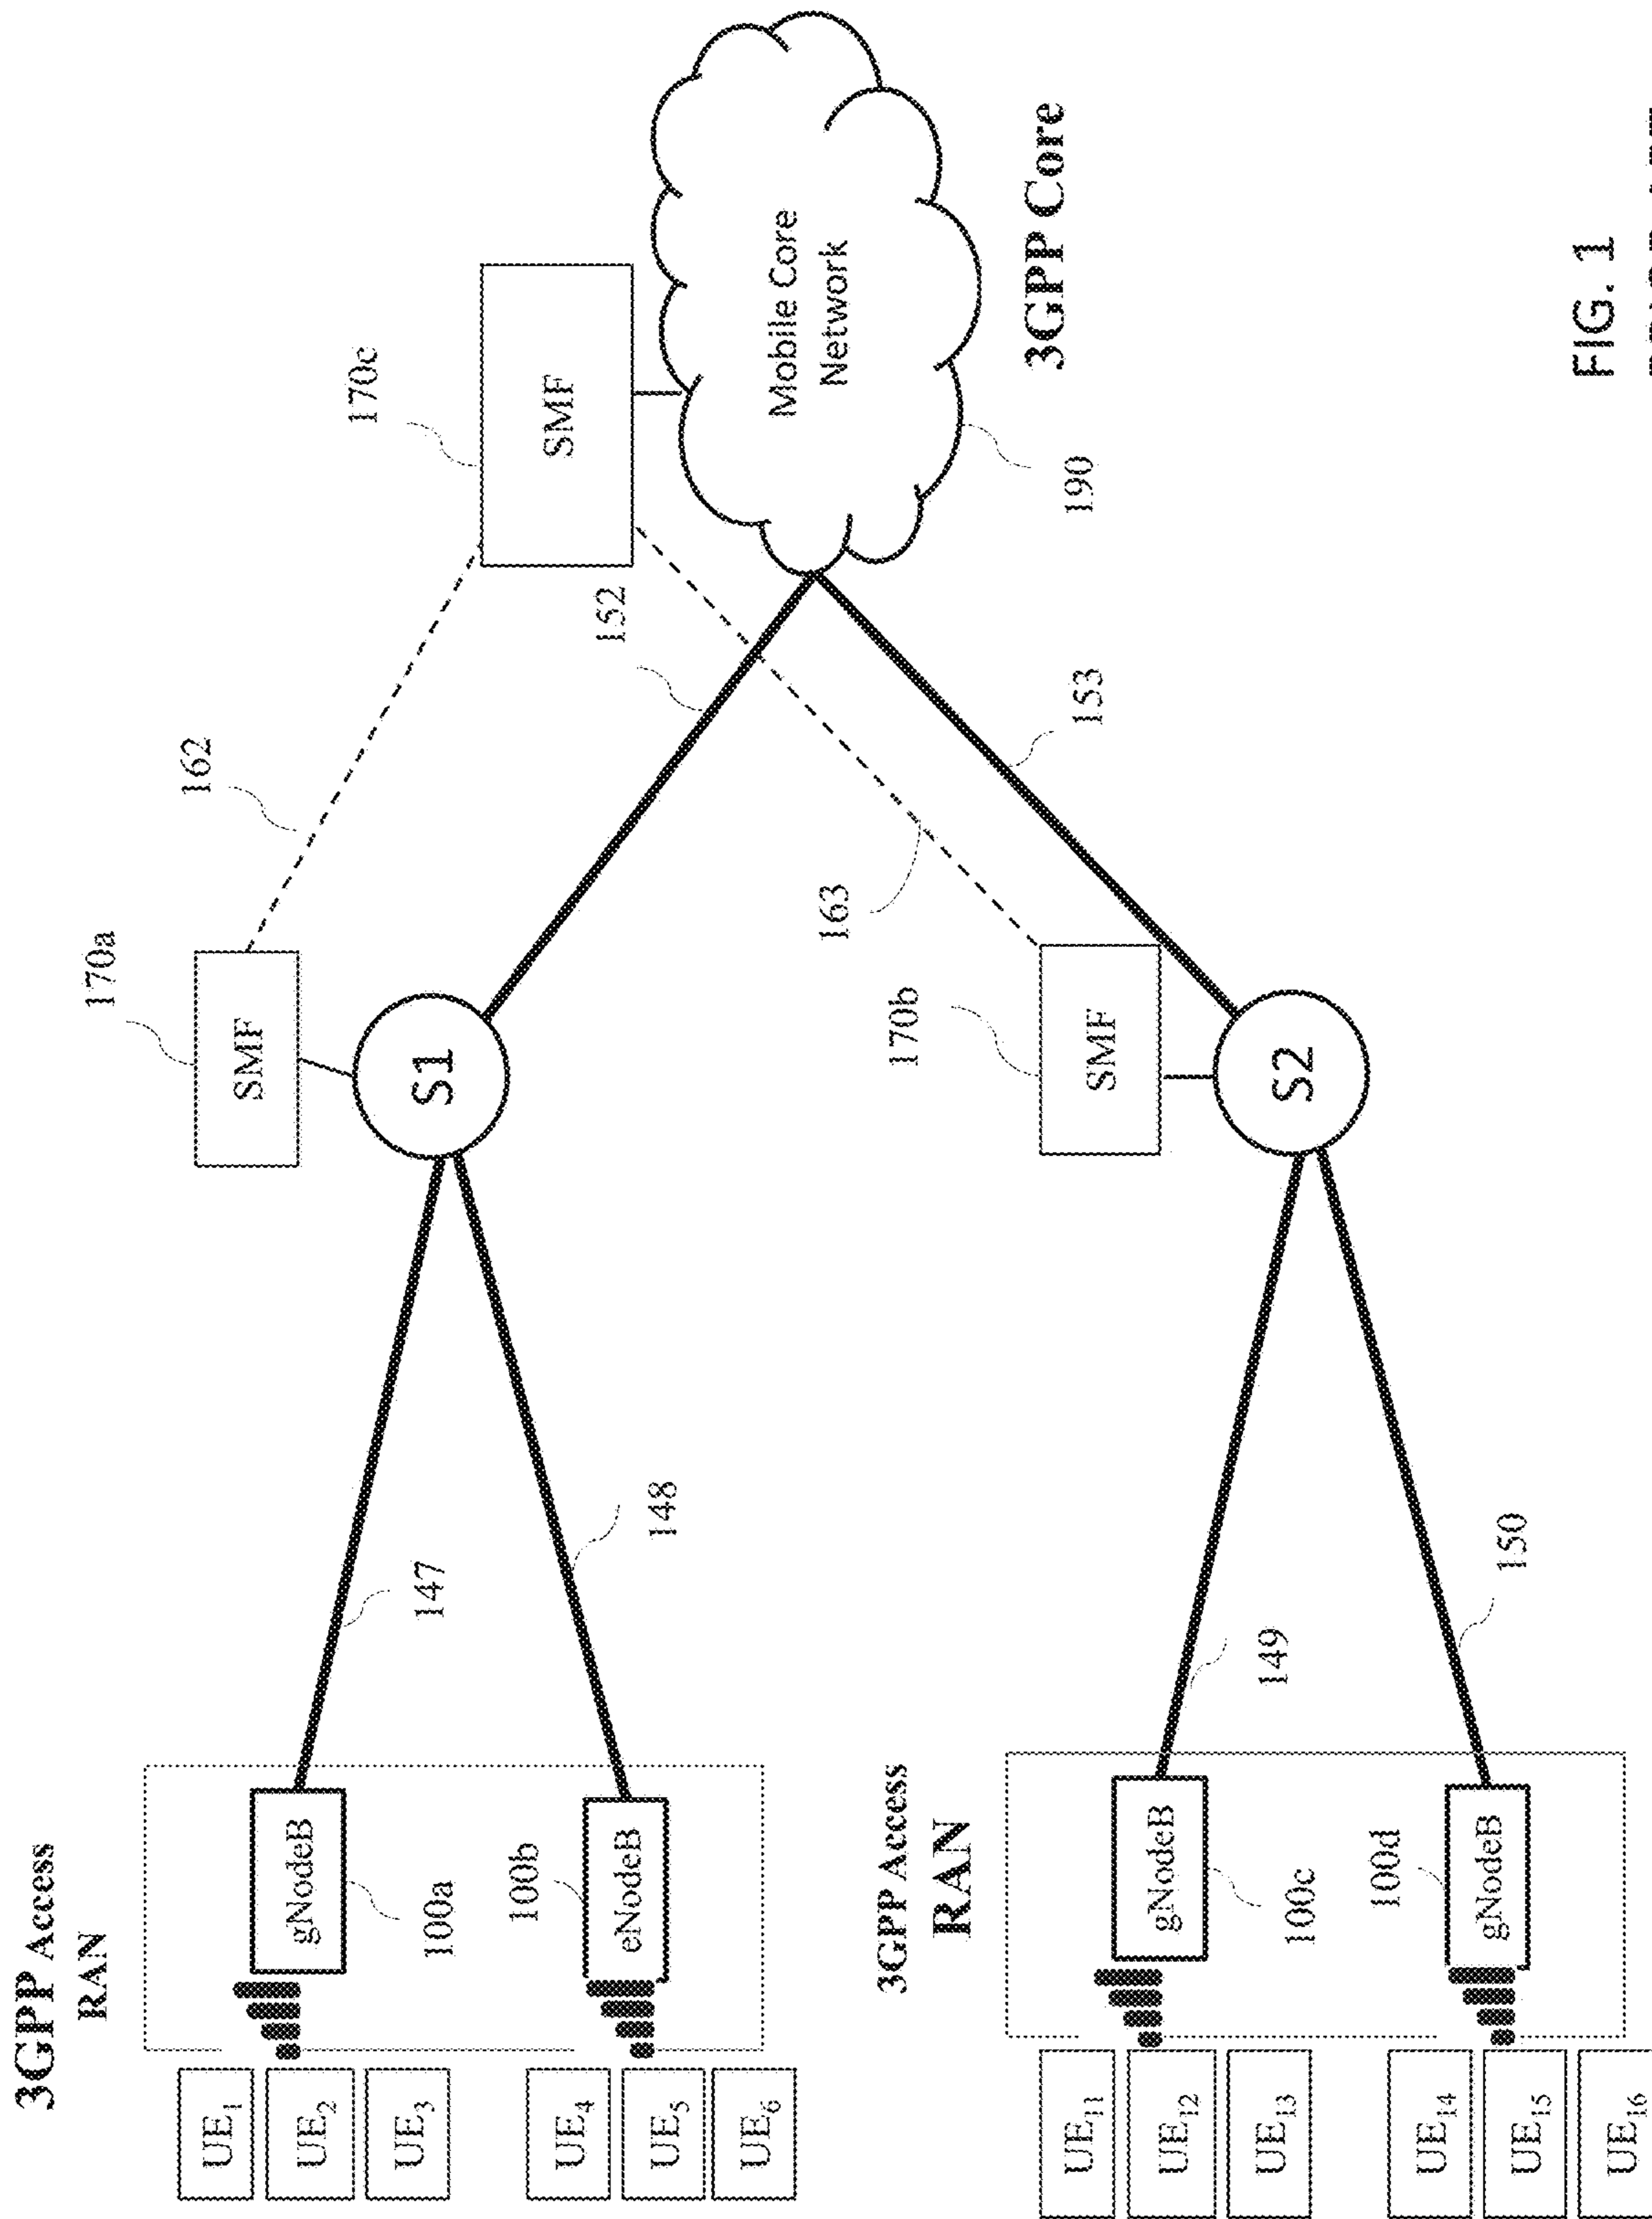 3GPP Access
RAN
UE1
UE2
UE3
gNodeB
100a
UE4
UE5
UE6
100b
eNodeB
147
148
170a
SMF
S1
162
152
170c
SMF
Mobile Core
Network
190
3GPP Core
3GPP Access
RAN
UE11
UE12
UE13
gNodeB
100c
UE14
UE15
UE16
100d
gNodeB
149
150
170b
SMF
S2
163
153
FIG. 1